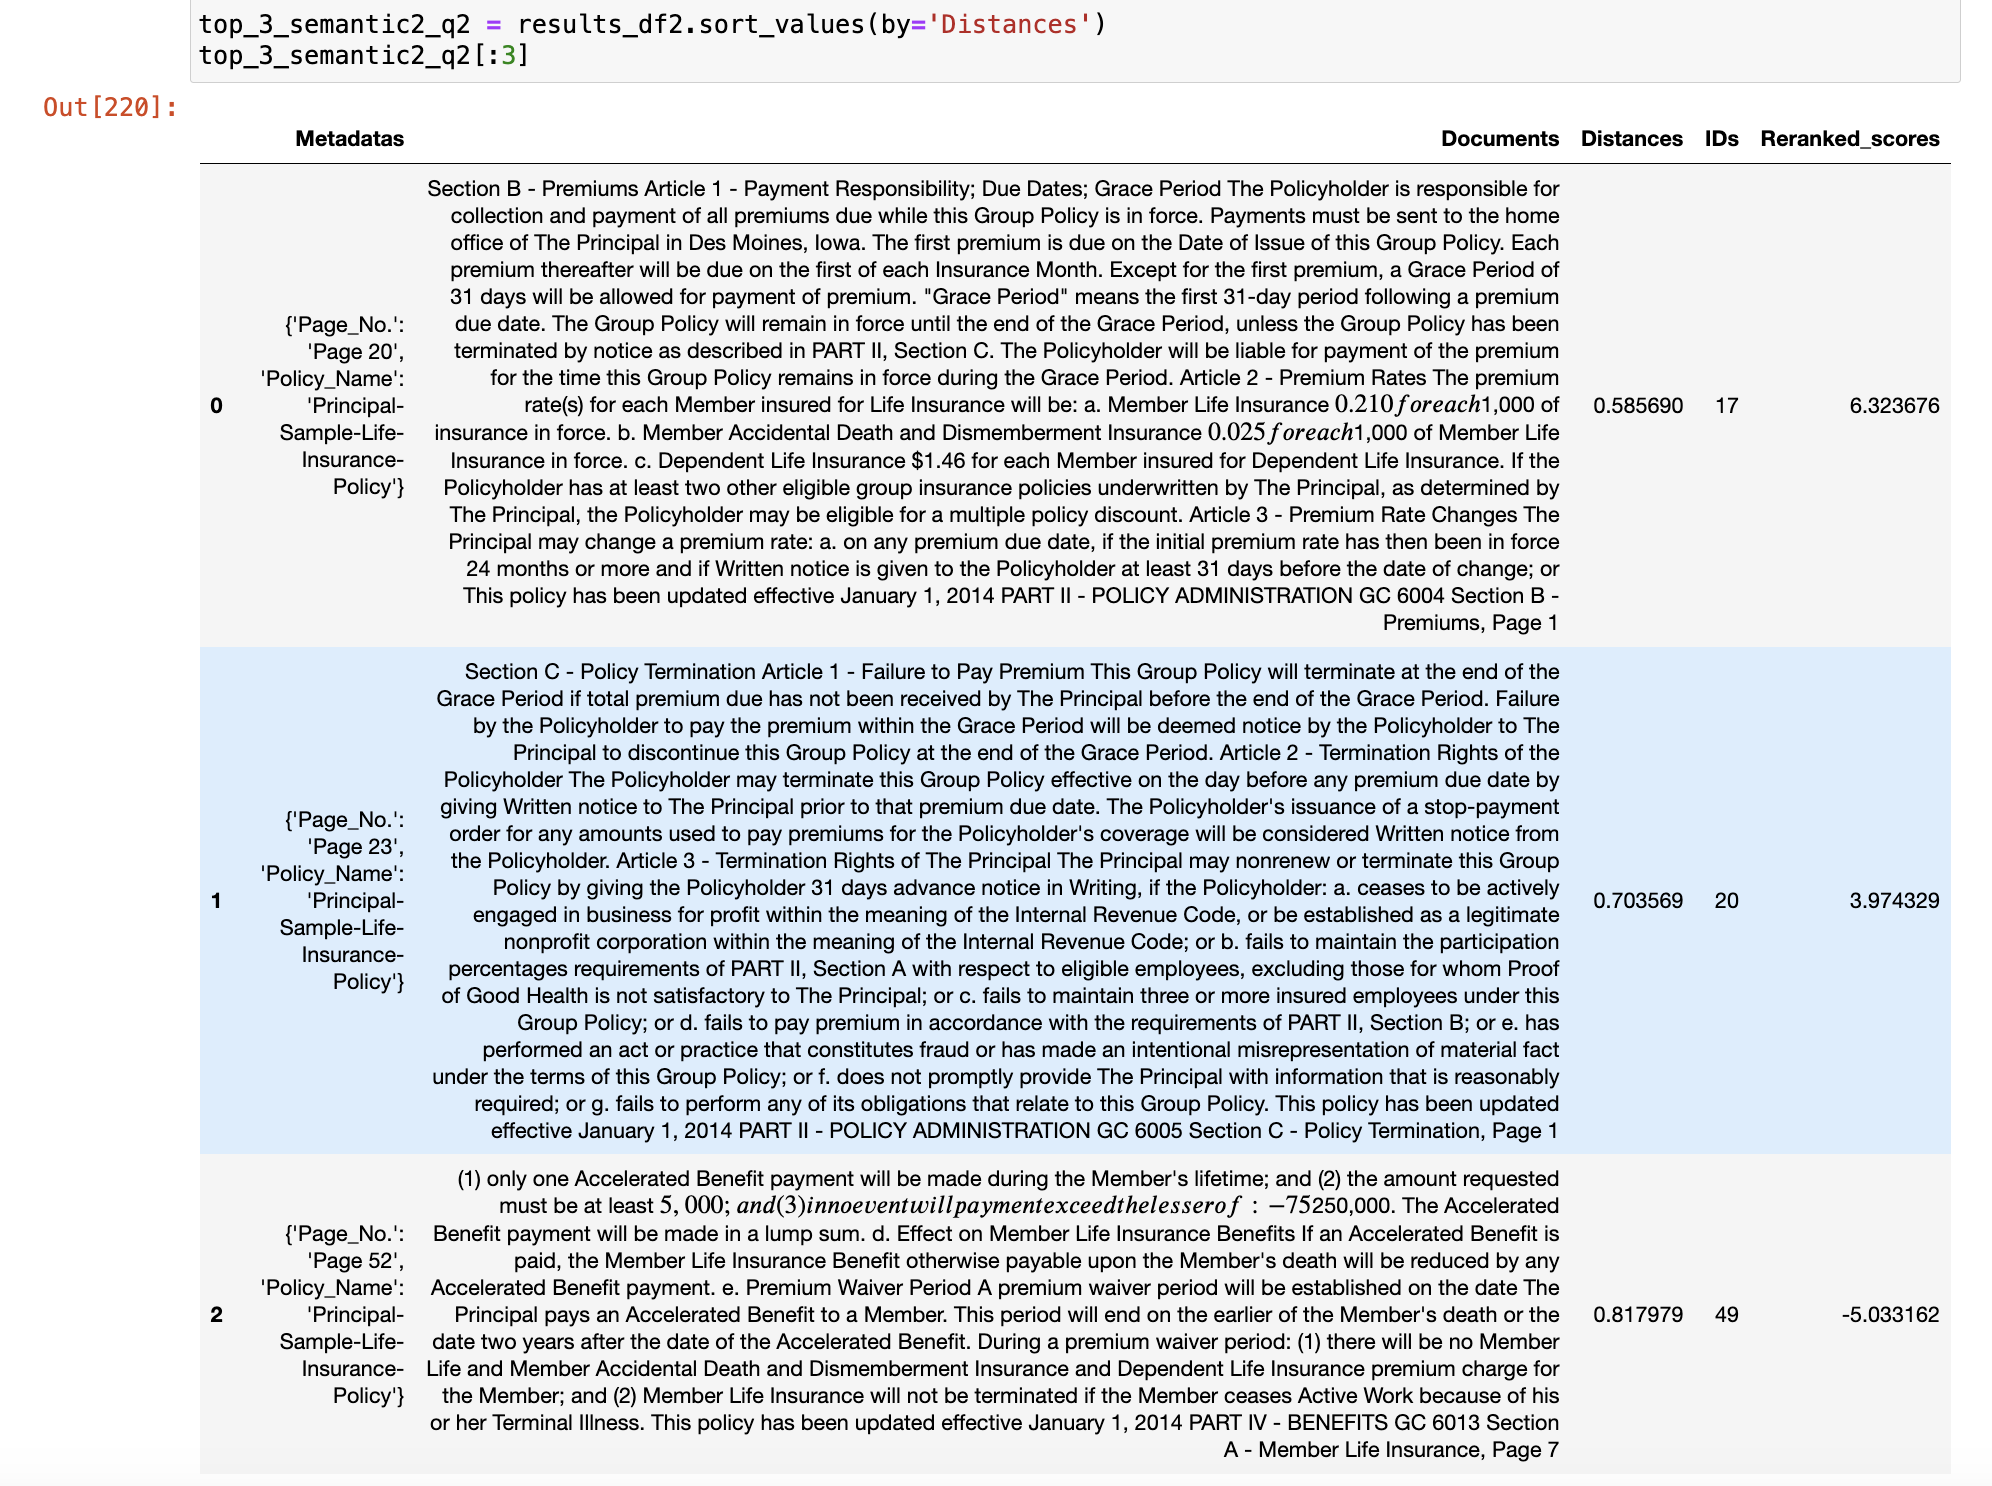 top_3_semantic2_q2 = results_df2.sort_values(by='Distances')
top_3_semantic2_q2[:3]
Out[220]:
Metadatas Documents Distances IDs Reranked_scores
0
{'Page_No.':
'Page 20',
'Policy_Name':
'Principal-
Sample-Life-
Insurance-
Policy'}
Section B - Premiums Article 1 - Payment Responsibility; Due Dates; Grace Period The Policyholder is responsible for
collection and payment of all premiums due while this Group Policy is in force. Payments must be sent to the home
office of The Principal in Des Moines, Iowa. The first premium is due on the Date of Issue of this Group Policy. Each
premium thereafter will be due on the first of each Insurance Month. Except for the first premium, a Grace Period of
31 days will be allowed for payment of premium. "Grace Period" means the first 31-day period following a premium
due date. The Group Policy will remain in force until the end of the Grace Period, unless the Group Policy has been
terminated by notice as described in PART II, Section C. The Policyholder will be liable for payment of the premium
for the time this Group Policy remains in force during the Grace Period. Article 2 - Premium Rates The premium
rate(s) for each Member insured for Life Insurance will be: a. Member Life Insurance 0.210foreach1,000 of
insurance in force. b. Member Accidental Death and Dismemberment Insurance 0.025foreach1,000 of Member Life
Insurance in force. c. Dependent Life Insurance $1.46 for each Member insured for Dependent Life Insurance. If the
Policyholder has at least two other eligible group insurance policies underwritten by The Principal, as determined by
The Principal, the Policyholder may be eligible for a multiple policy discount. Article 3 - Premium Rate Changes The
Principal may change a premium rate: a. on any premium due date, if the initial premium rate has then been in force
24 months or more and if Written notice is given to the Policyholder at least 31 days before the date of change; or
This policy has been updated effective January 1, 2014 PART II - POLICY ADMINISTRATION GC 6004 Section B -
Premiums, Page 1
0.585690 17 6.323676
1
{'Page_No.':
'Page 23',
'Policy_Name':
'Principal-
Sample-Life-
Insurance-
Policy'}
Section C - Policy Termination Article 1 - Failure to Pay Premium This Group Policy will terminate at the end of the
Grace Period if total premium due has not been received by The Principal before the end of the Grace Period. Failure
by the Policyholder to pay the premium within the Grace Period will be deemed notice by the Policyholder to The
Principal to discontinue this Group Policy at the end of the Grace Period. Article 2 - Termination Rights of the
Policyholder The Policyholder may terminate this Group Policy effective on the day before any premium due date by
giving Written notice to The Principal prior to that premium due date. The Policyholder's issuance of a stop-payment
order for any amounts used to pay premiums for the Policyholder's coverage will be considered Written notice from
the Policyholder. Article 3 - Termination Rights of The Principal The Principal may nonrenew or terminate this Group
Policy by giving the Policyholder 31 days advance notice in Writing, if the Policyholder: a. ceases to be actively
engaged in business for profit within the meaning of the Internal Revenue Code, or be established as a legitimate
nonprofit corporation within the meaning of the Internal Revenue Code; or b. fails to maintain the participation
percentages requirements of PART II, Section A with respect to eligible employees, excluding those for whom Proof
of Good Health is not satisfactory to The Principal; or c. fails to maintain three or more insured employees under this
Group Policy; or d. fails to pay premium in accordance with the requirements of PART II, Section B; or e. has
performed an act or practice that constitutes fraud or has made an intentional misrepresentation of material fact
under the terms of this Group Policy; or f. does not promptly provide The Principal with information that is reasonably
required; or g. fails to perform any of its obligations that relate to this Group Policy. This policy has been updated
effective January 1, 2014 PART II - POLICY ADMINISTRATION GC 6005 Section C - Policy Termination, Page 1
0.703569 20 3.974329
2
{'Page_No.':
'Page 52',
'Policy_Name':
'Principal-
Sample-Life-
Insurance-
Policy'}
(1) only one Accelerated Benefit payment will be made during the Member's lifetime; and (2) the amount requested
must be at least 5, 000; and(3)innoeventwillpaymentexceedthelesserof : −75250,000. The Accelerated
Benefit payment will be made in a lump sum. d. Effect on Member Life Insurance Benefits If an Accelerated Benefit is
paid, the Member Life Insurance Benefit otherwise payable upon the Member's death will be reduced by any
Accelerated Benefit payment. e. Premium Waiver Period A premium waiver period will be established on the date The
Principal pays an Accelerated Benefit to a Member. This period will end on the earlier of the Member's death or the
date two years after the date of the Accelerated Benefit. During a premium waiver period: (1) there will be no Member
Life and Member Accidental Death and Dismemberment Insurance and Dependent Life Insurance premium charge for
the Member; and (2) Member Life Insurance will not be terminated if the Member ceases Active Work because of his
or her Terminal Illness. This policy has been updated effective January 1, 2014 PART IV - BENEFITS GC 6013 Section
A - Member Life Insurance, Page 7
0.817979 49 -5.033162